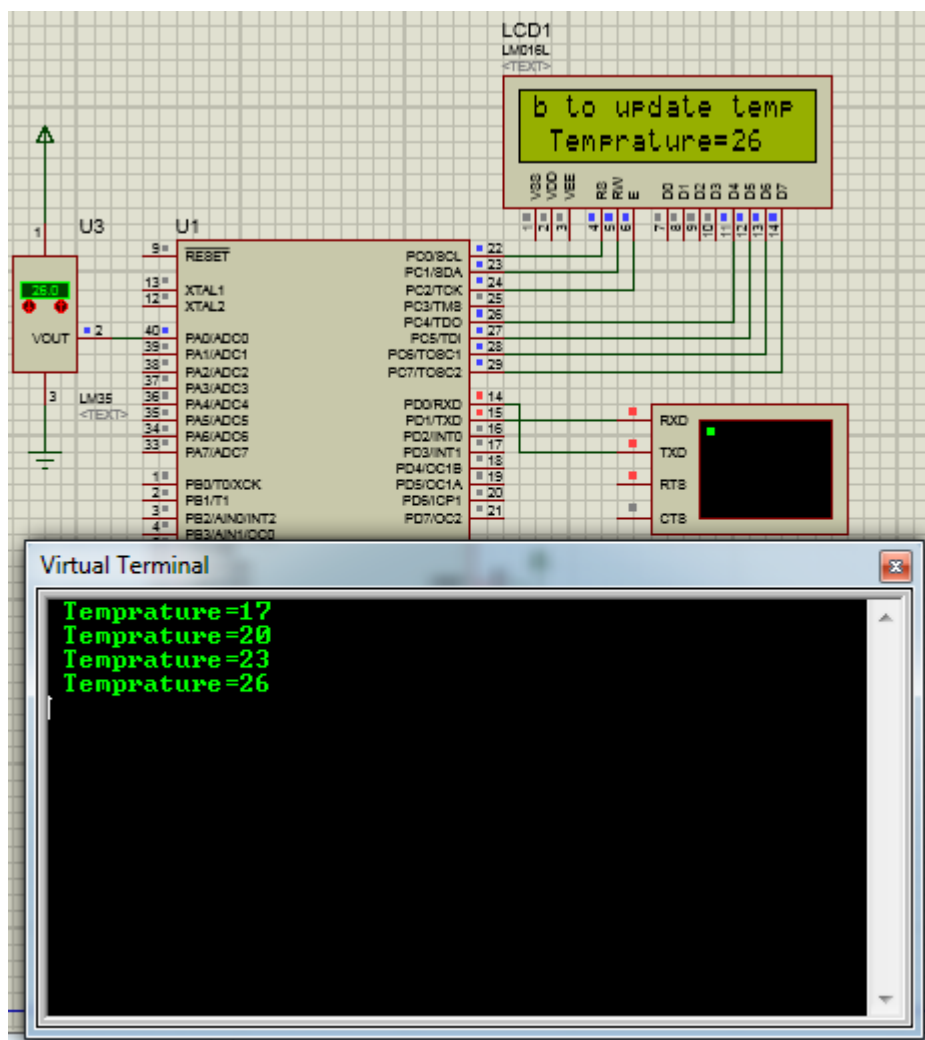 LCD1
LM016L
<TEXT>
b to update temp
Temprature=26
VSS VDD VEE RS RW E D0 D1 D2 D3 D4 D5 D6 D7
1 2 3 4 5 6 7 8 9 10 11 12 13 14
U3
1
26.0
VOUT
2
3
LM35
<TEXT>
U1
9 RESET
13 XTAL1
12 XTAL2
40 PA0/ADC0
39 PA1/ADC1
38 PA2/ADC2
37 PA3/ADC3
36 PA4/ADC4
35 PA5/ADC5
34 PA6/ADC6
33 PA7/ADC7
1 PB0/T0/XCK
2 PB1/T1
3 PB2/AIN0/INT2
4 PB3/AIN1/OC0
PC0/SCL 22
PC1/SDA 23
PC2/TCK 24
PC3/TMS 25
PC4/TDO 26
PC5/TDI 27
PC6/TOSC1 28
PC7/TOSC2 29
PD0/RXD 14
PD1/TXD 15
PD2/INT0 16
PD3/INT1 17
PD4/OC1B 18
PD5/OC1A 19
PD6/ICP1 20
PD7/OC2 21
RXD
TXD
RTS
CTS
Virtual Terminal
Temprature=17
Temprature=20
Temprature=23
Temprature=26